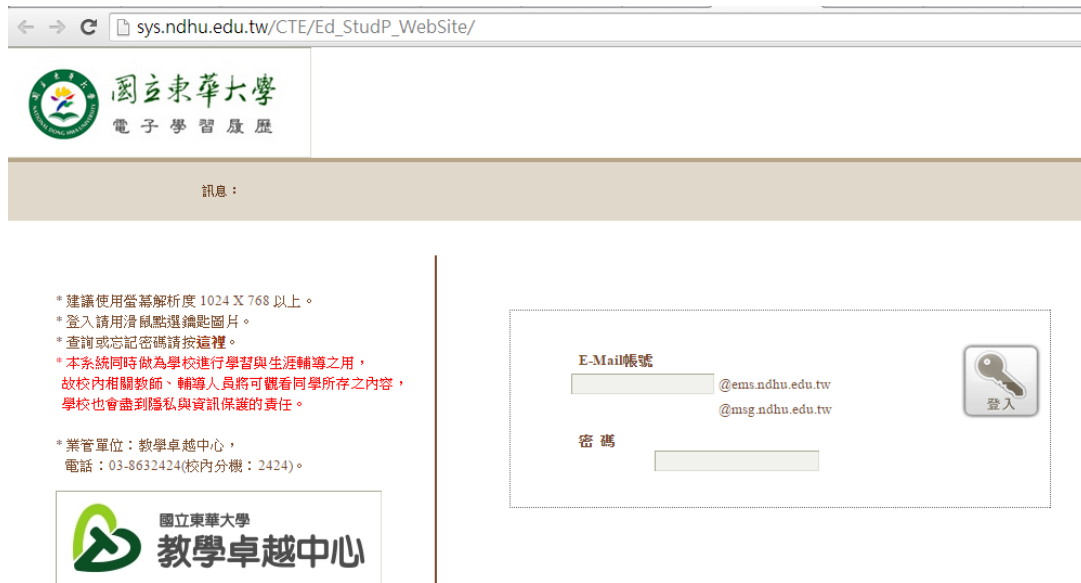 sys.ndhu.edu.tw/CTE/Ed_StudP_WebSite/
NATIONAL DONG HWA UNIVERSITY
國立東華大學
電子學習履歷
訊息：
*建議使用螢幕解析度 1024 X 768 以上。
*登入請用滑鼠點選鑰匙圖片。
*查詢或忘記密碼請按這裡。
*本系統同時做為學校進行學習與生涯輔導之用，
故校內相關教師、輔導人員將可觀看同學所存之內容，
學校也會盡到隱私與資訊保護的責任。
*業管單位：教學卓越中心，
電話：03-8632424(校內分機：2424)。
國立東華大學
教學卓越中心
E-Mail帳號
@ems.ndhu.edu.tw
@msg.ndhu.edu.tw
密 碼
登入